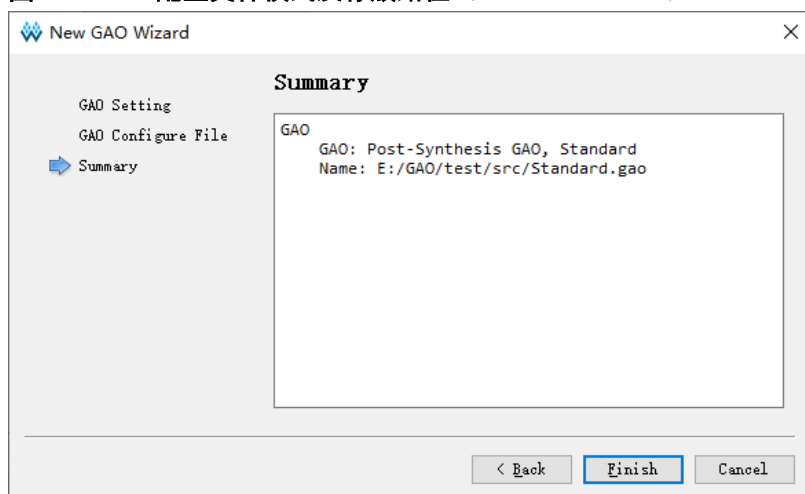 New GAO Wizard
GAO Setting
GAO Configure File
Summary
Summary
GAO
GAO: Post-Synthesis GAO, Standard
Name: E:/GAO/test/src/Standard.gao
< Back
Finish
Cancel